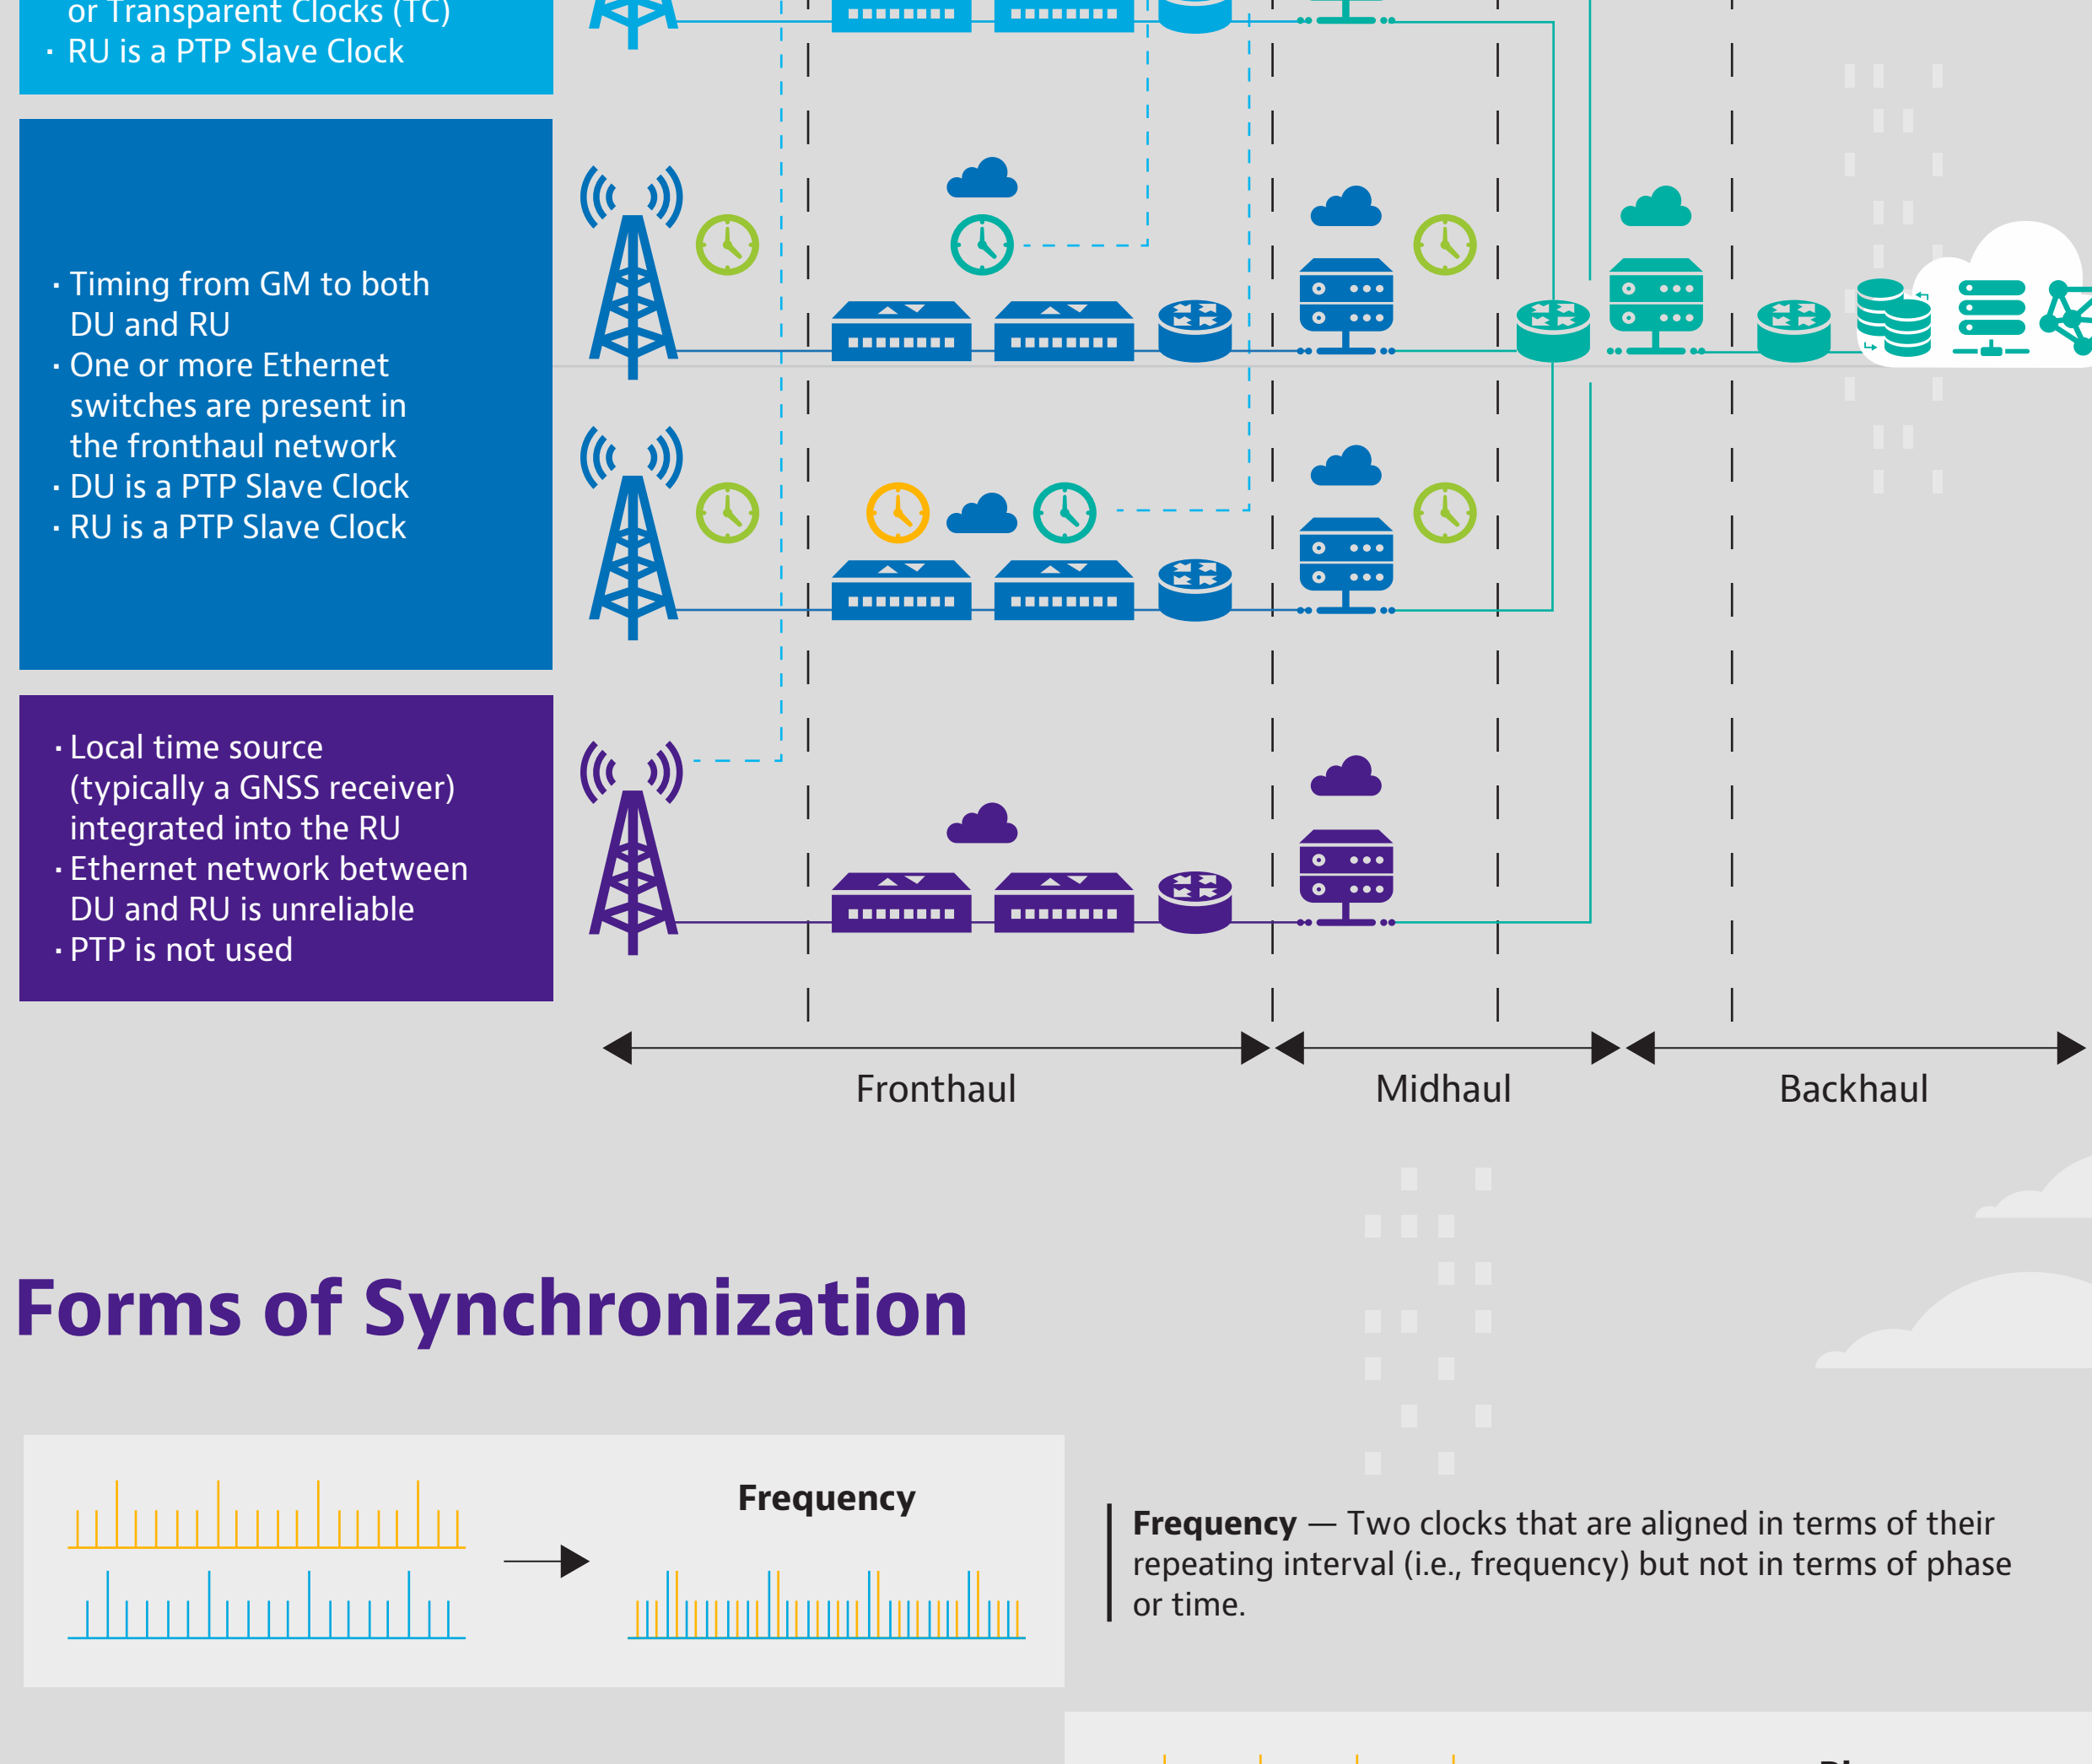 or Transparent Clocks (TC)
· RU is a PTP Slave Clock
· Timing from GM to both
DU and RU
· One or more Ethernet
switches are present in
the fronthaul network
· DU is a PTP Slave Clock
· RU is a PTP Slave Clock
· Local time source
(typically a GNSS receiver)
integrated into the RU
· Ethernet network between
DU and RU is unreliable
· PTP is not used
Fronthaul
Midhaul
Backhaul
Forms of Synchronization
Frequency
Frequency — Two clocks that are aligned in terms of their
repeating interval (i.e., frequency) but not in terms of phase
or time.